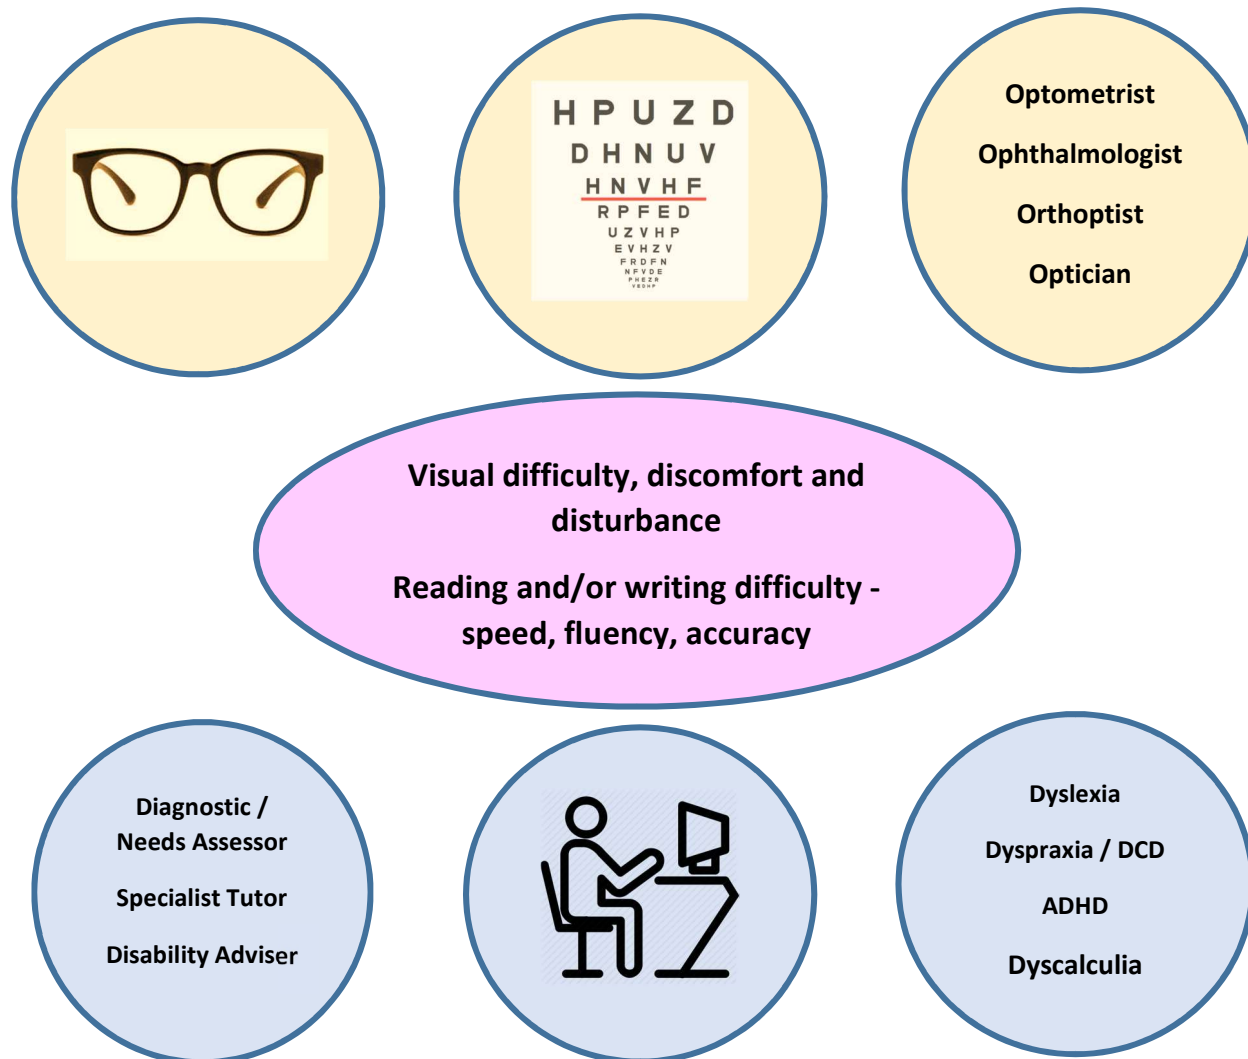 H P U Z D
D H N U V
H N V H F
R P F E D
U Z V H P
E V H Z V
F R D F N
N F V D E
P H E Z R
V E D H P
Optometrist
Ophthalmologist
Orthoptist
Optician
Visual difficulty, discomfort and
disturbance
Reading and/or writing difficulty -
speed, fluency, accuracy
Diagnostic /
Needs Assessor
Specialist Tutor
Disability Adviser
Dyslexia
Dyspraxia / DCD
ADHD
Dyscalculia